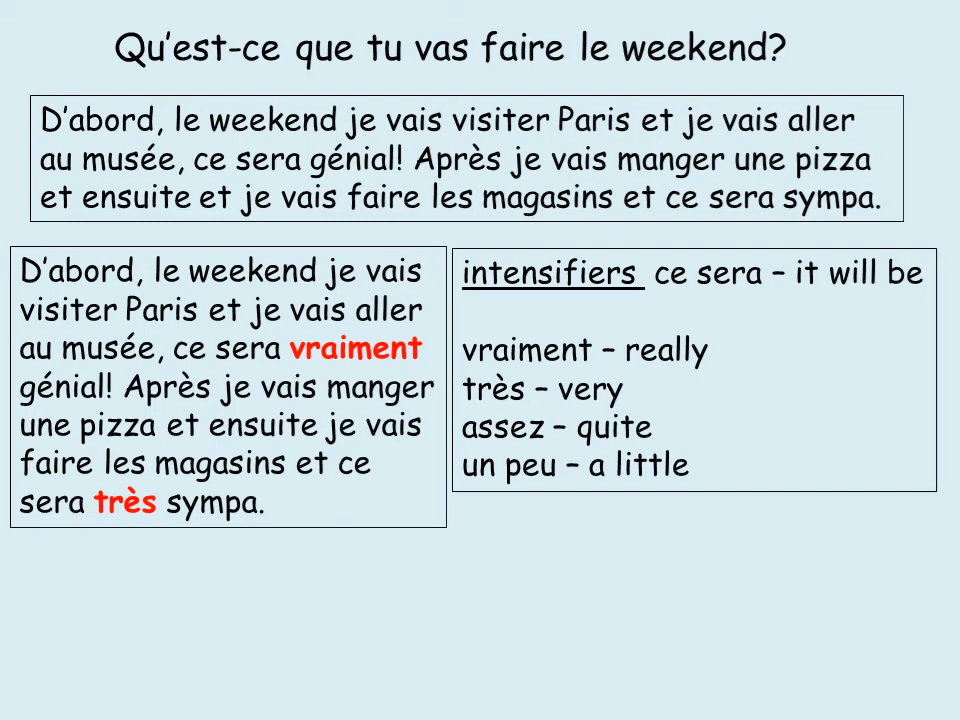 Qu'est-ce que tu vas faire le weekend?
D'abord, le weekend je vais visiter Paris et je vais aller
au musée, ce sera génial! Après je vais manger une pizza
et ensuite et je vais faire les magasins et ce sera sympa.
D'abord, le weekend je vais
visiter Paris et je vais aller
au musée, ce sera vraiment
génial! Après je vais manger
une pizza et ensuite je vais
faire les magasins et ce
sera très sympa.
intensifiers ce sera – it will be
vraiment – really
très – very
assez – quite
un peu – a little